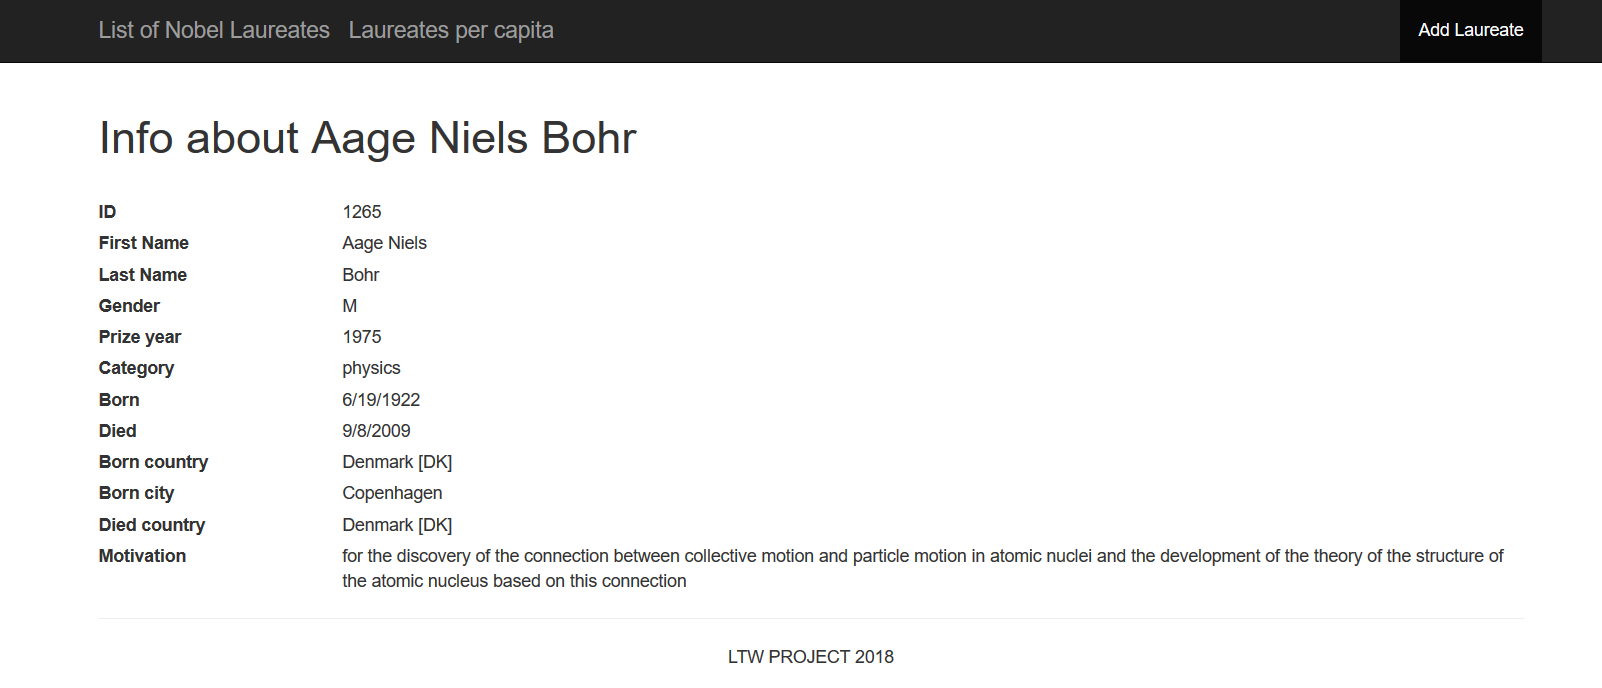 List of Nobel Laureates Laureates per capita Add Laureate
Info about Aage Niels Bohr
ID 1265
First Name Aage Niels
Last Name Bohr
Gender M
Prize year 1975
Category physics
Born 6/19/1922
Died 9/8/2009
Born country Denmark [DK]
Born city Copenhagen
Died country Denmark [DK]
Motivation for the discovery of the connection between collective motion and particle motion in atomic nuclei and the development of the theory of the structure of
the atomic nucleus based on this connection
LTW PROJECT 2018